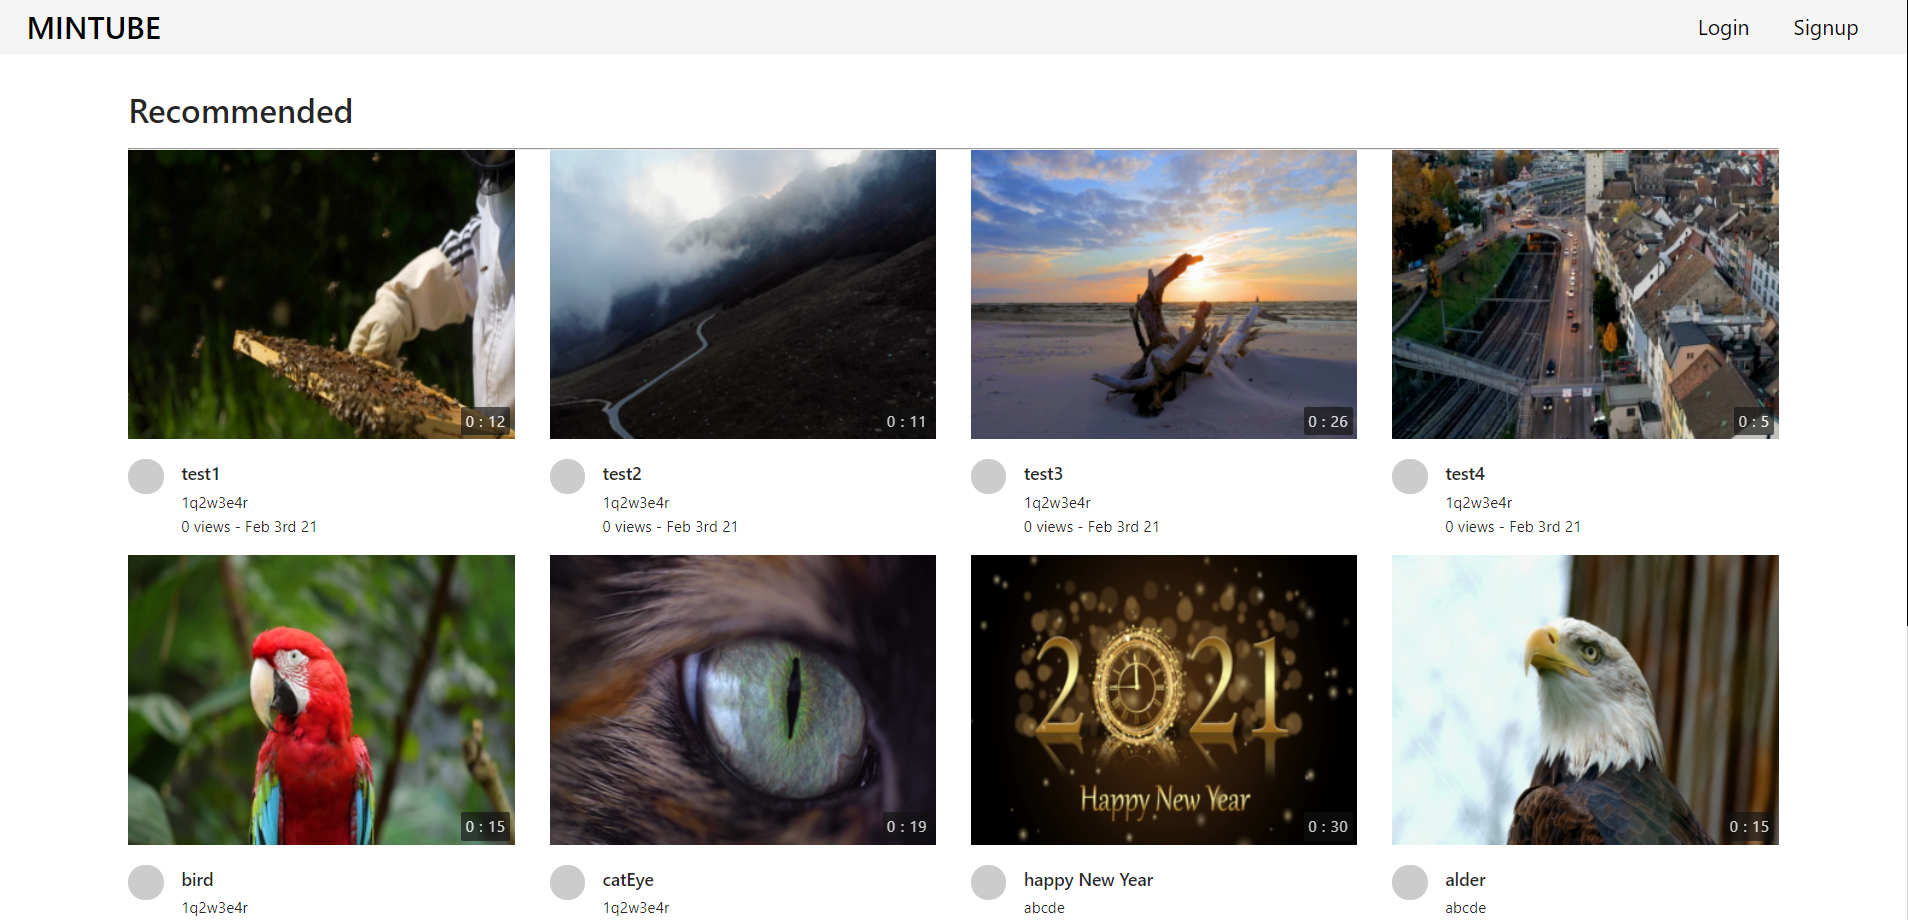 MINTUBE
Login
Signup
Recommended
0 : 12
0 : 11
0 : 26
0 : 5
test1
1q2w3e4r
0 views - Feb 3rd 21
test2
1q2w3e4r
0 views - Feb 3rd 21
test3
1q2w3e4r
0 views - Feb 3rd 21
test4
1q2w3e4r
0 views - Feb 3rd 21
0 : 15
0 : 19
2021
Happy New Year
0 : 30
0 : 15
bird
1q2w3e4r
catEye
1q2w3e4r
happy New Year
abcde
alder
abcde